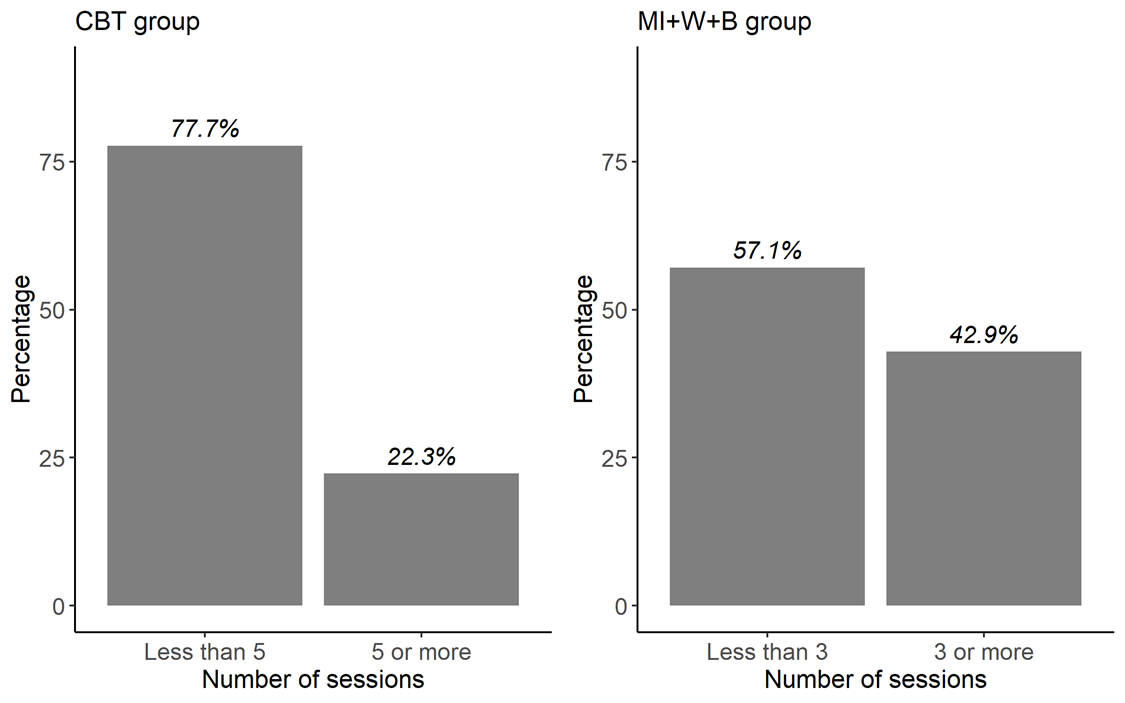 CBT group
77.7%
22.3%
75
50
25
0
Percentage
Less than 5
5 or more
Number of sessions
MI+W+B group
57.1%
42.9%
75
50
25
0
Percentage
Less than 3
3 or more
Number of sessions